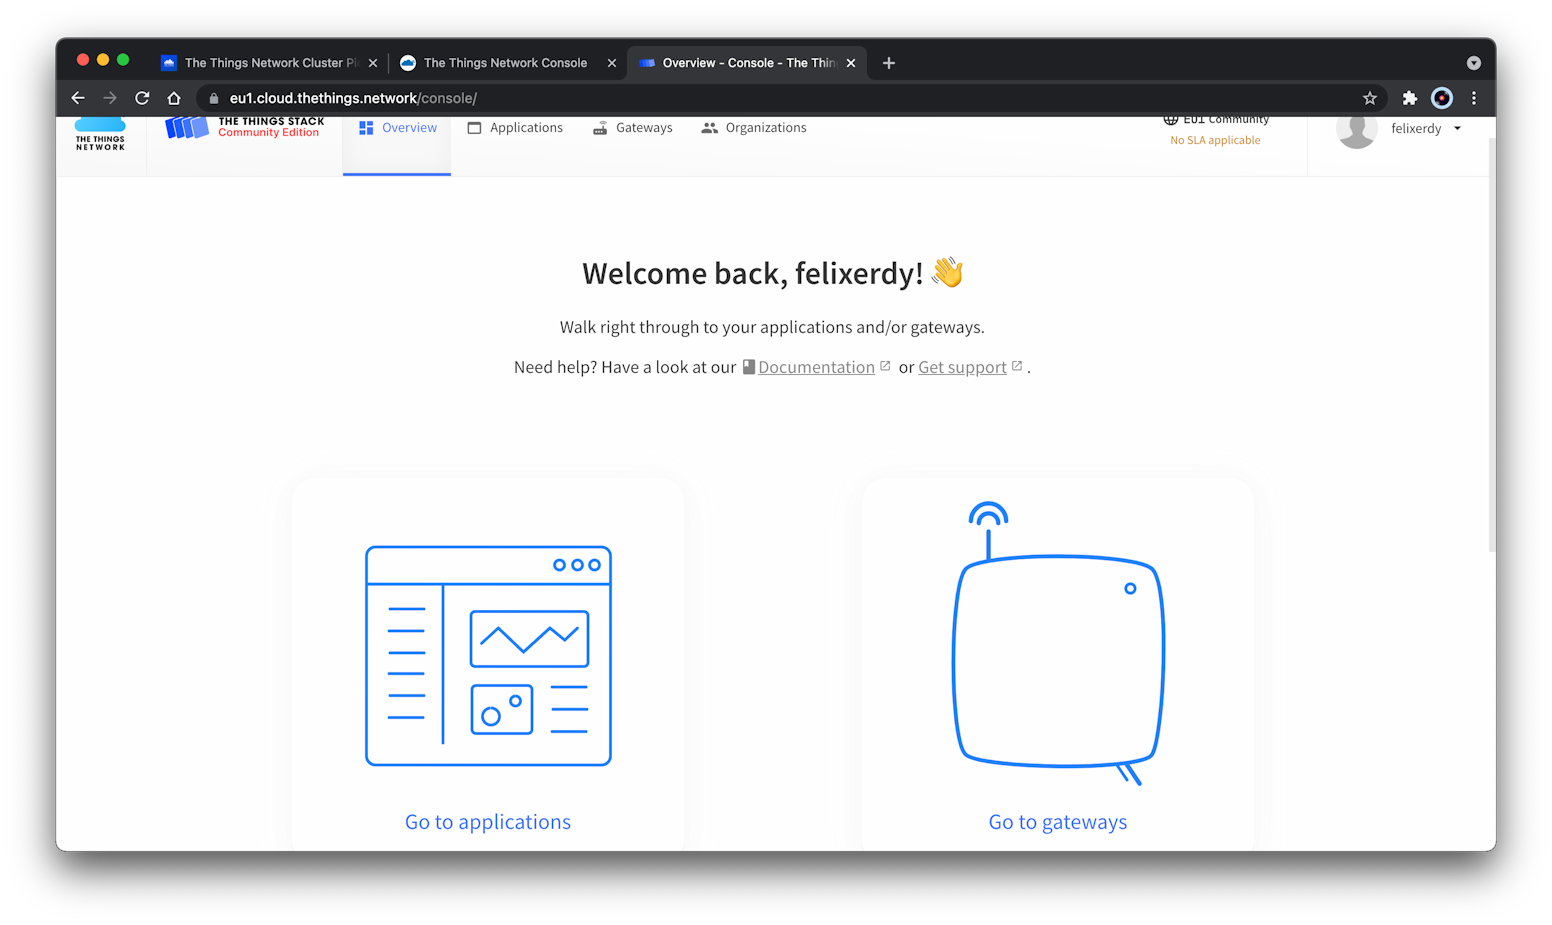 The Things Network Cluster Pi
The Things Network Console
Overview - Console - The Thin
eu1.cloud.thethings.network/console/
THE THINGS
NETWORK
THE THINGS STACK
Community Edition
Overview
Applications
Gateways
Organizations
EU1 Community
No SLA applicable
felixerdy
Welcome back, felixerdy! 👋
Walk right through to your applications and/or gateways.
Need help? Have a look at our Documentation or Get support .
Go to applications
Go to gateways